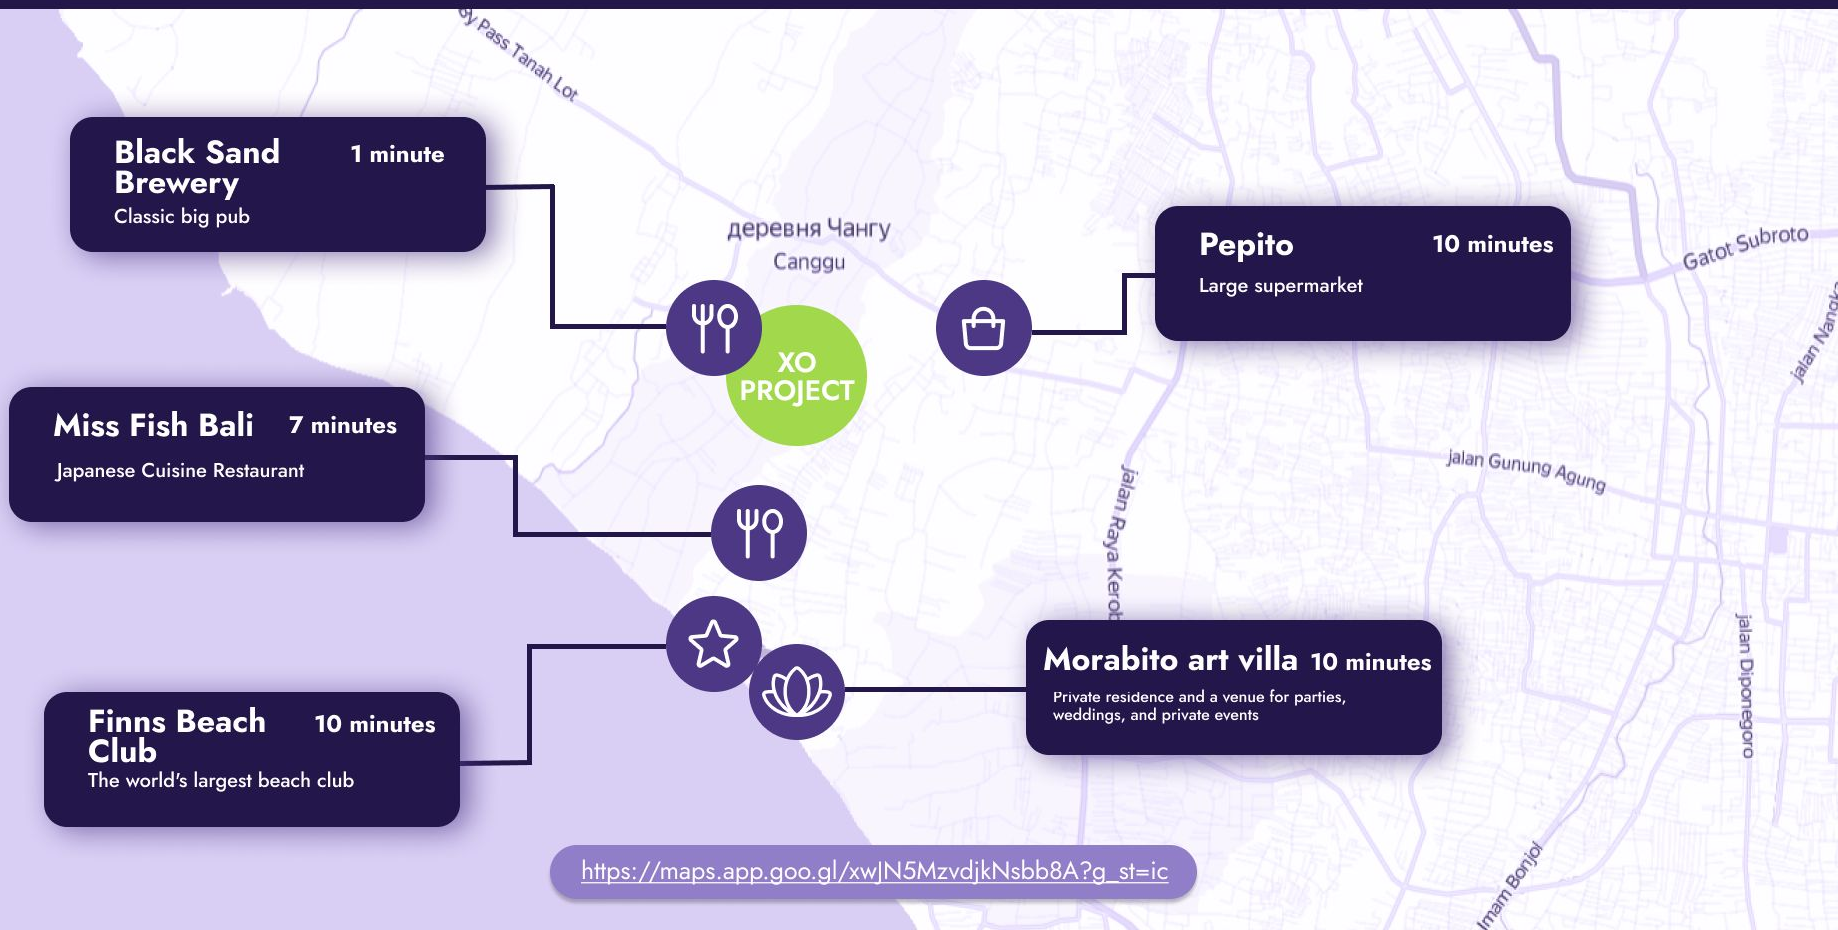 By Pass Tanah Lot
Black Sand
Brewery
1 minute
Classic big pub
деревня Чангу
Canggu
Pepito
10 minutes
Large supermarket
Gatot Subroto
XO
PROJECT
Miss Fish Bali
7 minutes
Japanese Cuisine Restaurant
jalan Gunung Agung
jalan Raya Kerob
Morabito art villa
10 minutes
Private residence and a venue for parties,
weddings, and private events
jalan Diponegoro
Finns Beach
Club
10 minutes
The world's largest beach club
https://maps.app.goo.gl/xwJN5MzvdjkNsbb8A?g_st=ic
Imam Bonjol
jalan Nangka